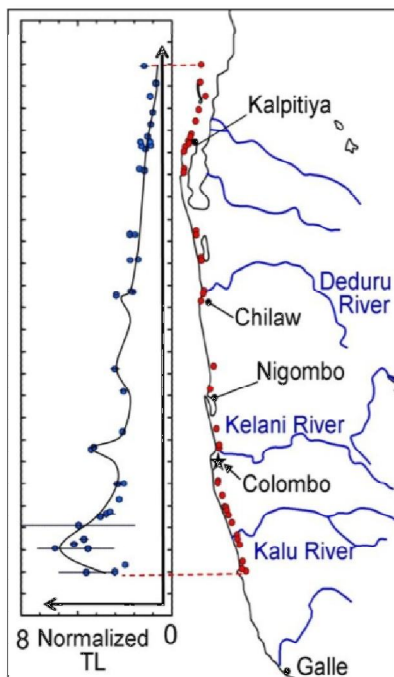 Kalpitiya
Deduru
River
Chilaw
Nigombo
Kelani River
Colombo
Kalu River
8 Normalized 0
TL
Galle